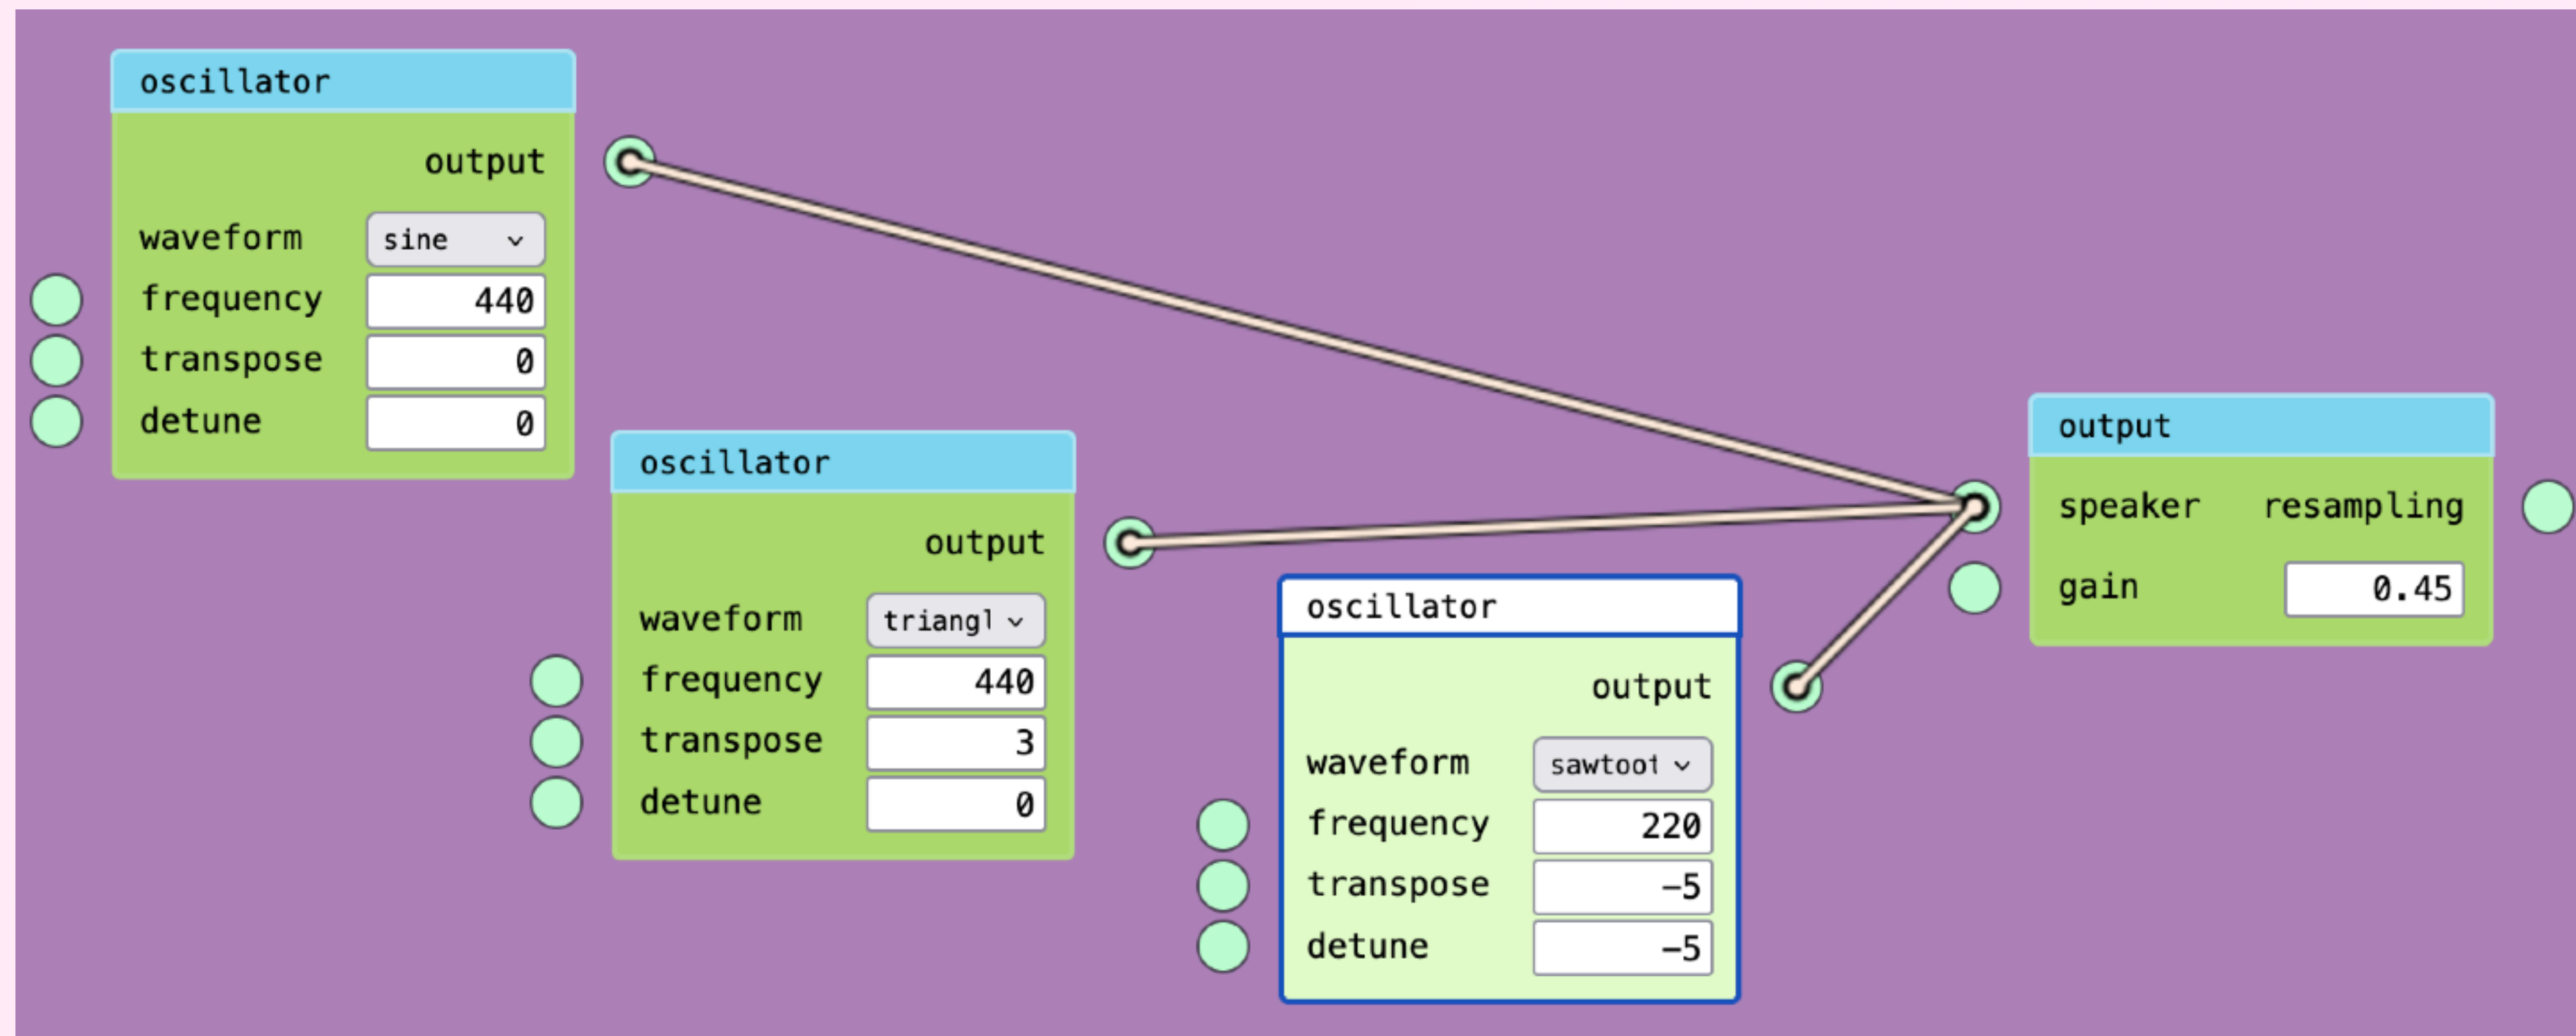 oscillator
output
waveform sine
frequency 440
transpose 0
detune 0
oscillator
output
waveform triangl
frequency 440
transpose 3
detune 0
oscillator
output
waveform sawtoot
frequency 220
transpose −5
detune −5
output
speaker resampling
gain 0.45